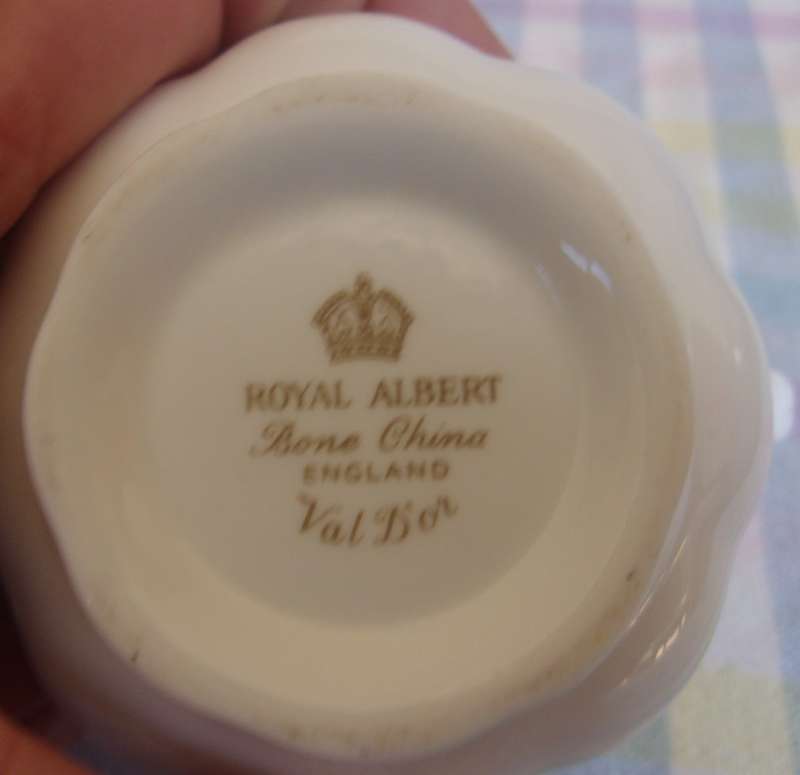 ROYAL ALBERT
Bone China
ENGLAND
Val D'or